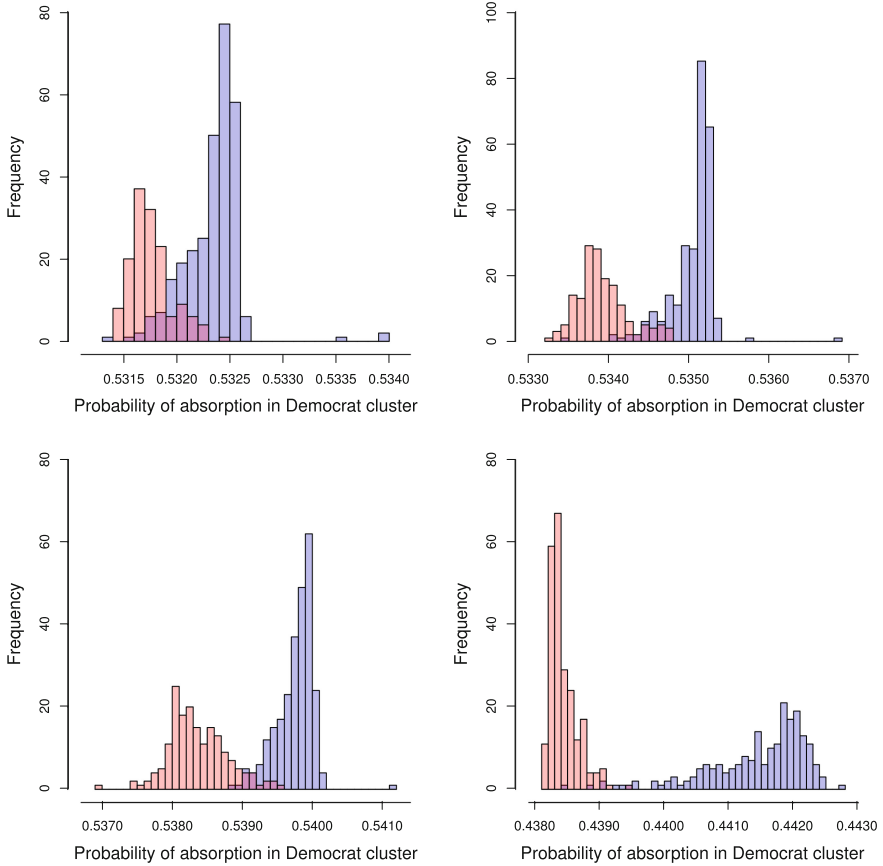 80
60
40
20
0
Frequency
0.5315 0.5320 0.5325 0.5330 0.5335 0.5340
Probability of absorption in Democrat cluster
100
80
60
40
20
0
Frequency
0.5330 0.5340 0.5350 0.5360 0.5370
Probability of absorption in Democrat cluster
80
60
40
20
0
Frequency
0.5370 0.5380 0.5390 0.5400 0.5410
Probability of absorption in Democrat cluster
80
60
40
20
0
Frequency
0.4380 0.4390 0.4400 0.4410 0.4420 0.4430
Probability of absorption in Democrat cluster